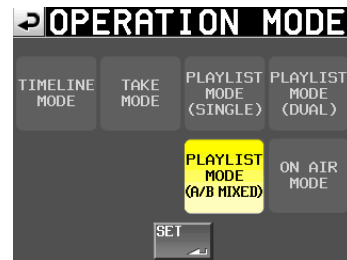 OPERATION MODE
TIMELINE MODE
TAKE MODE
PLAYLIST MODE (SINGLE)
PLAYLIST MODE (DUAL)
PLAYLIST MODE (A/B MIXED)
ON AIR MODE
SET